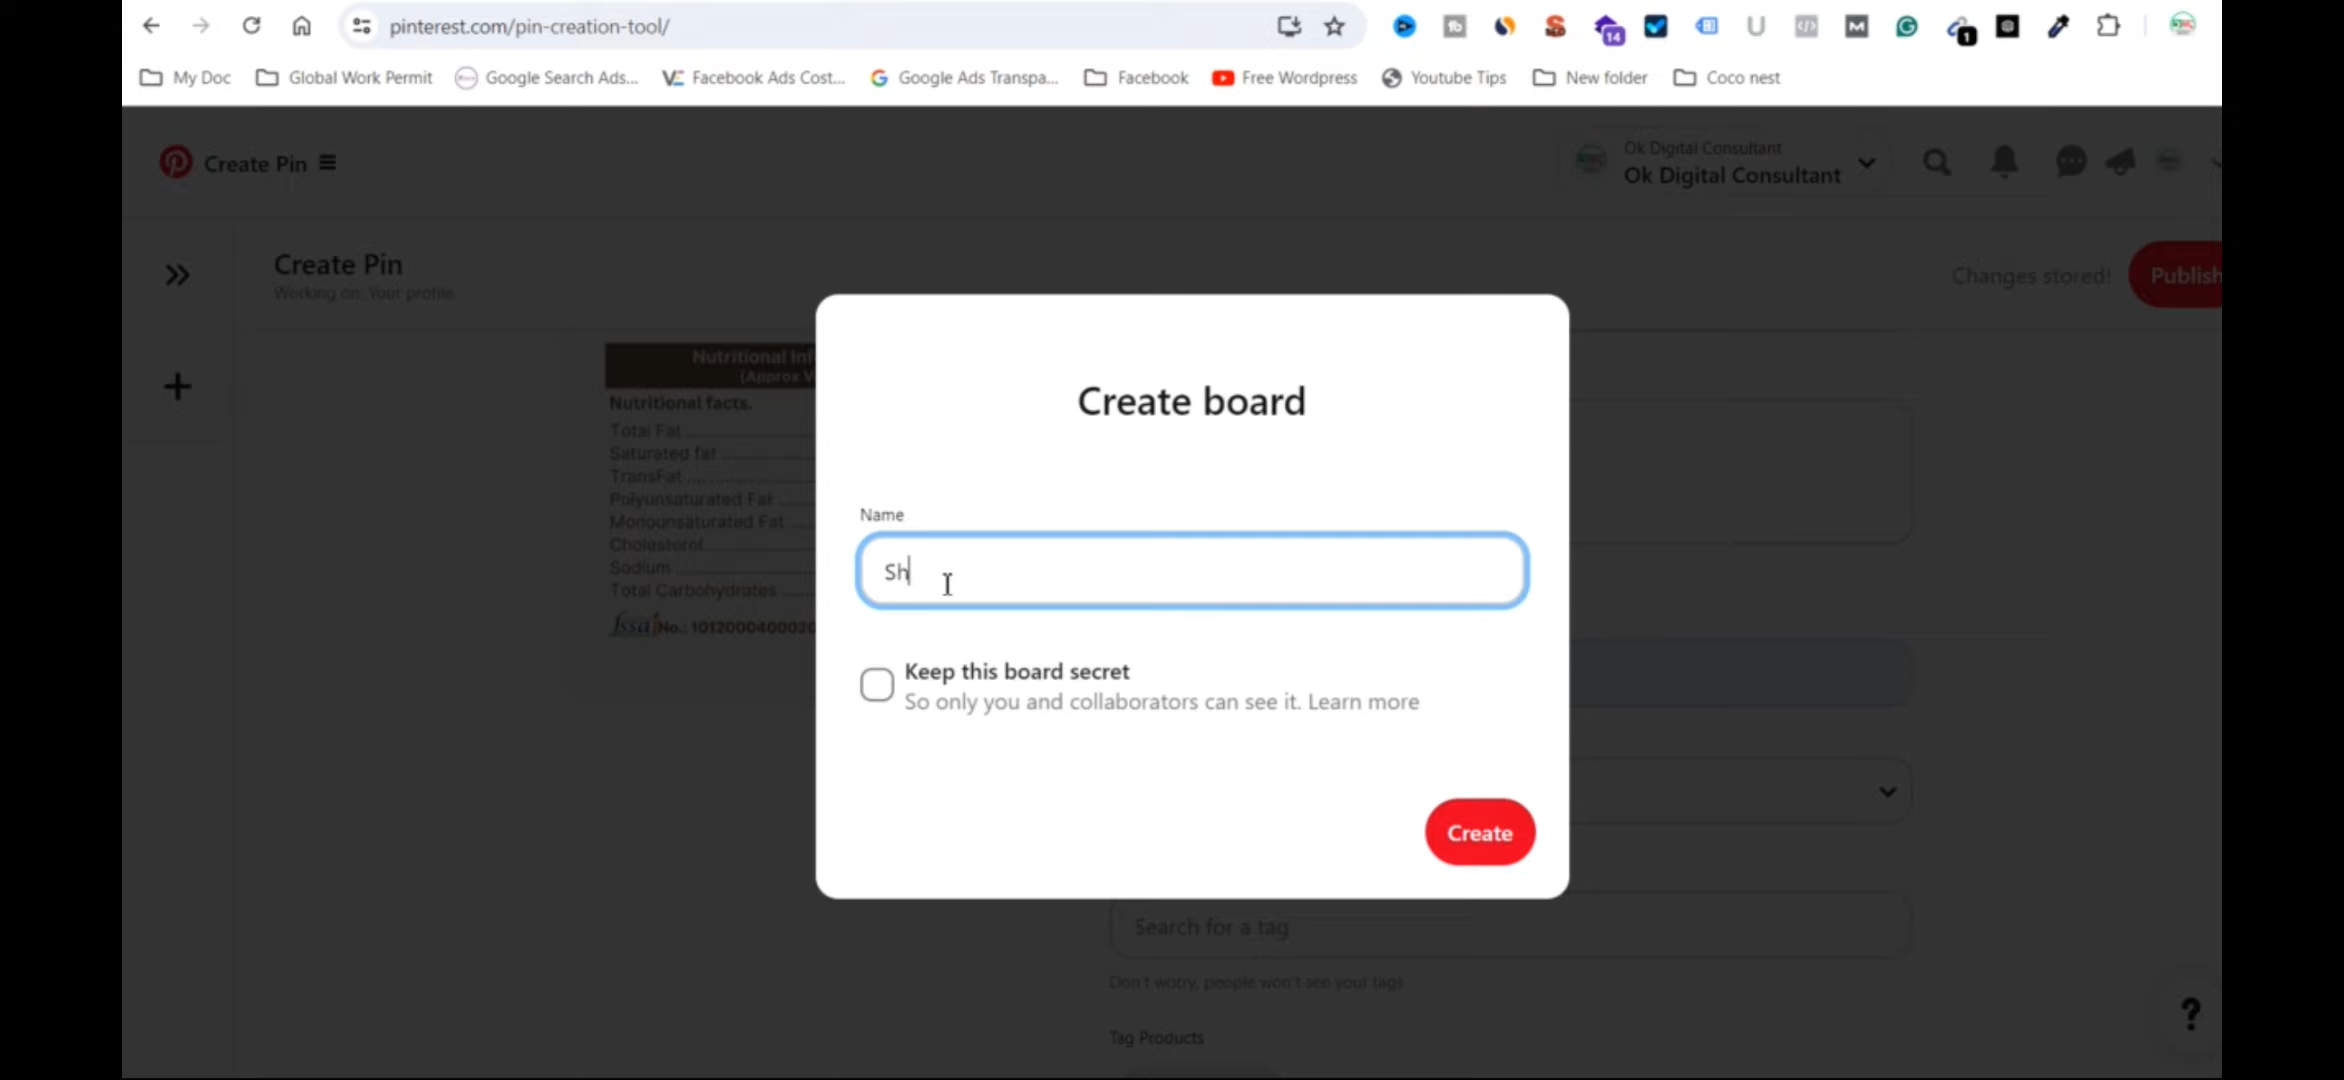 pinterest.com/pin-creation-tool/
14
1
My Doc
Global Work Permit
Google Search Ads...
Facebook Ads Cost...
Google Ads Transpa...
Facebook
Free Wordpress
Youtube Tips
New folder
Coco nest
Create Pin
Ok Digital Consultant
Ok Digital Consultant
Create Pin
Working on: Your profile
Changes stored!
Publish
Nutritional Inf
(Approx V
Nutritional facts.
Total Fat
Saturated fat
TransFat
Polyunsaturated Fat
Monounsaturated Fat
Cholesterol
Sodium
Total Carbohydrates
fssai No.: 1012000400020
Create board
Name
Sh
Keep this board secret
So only you and collaborators can see it. Learn more
Create
Search for a tag
Don't worry, people won't see your tags
Tag Products
?